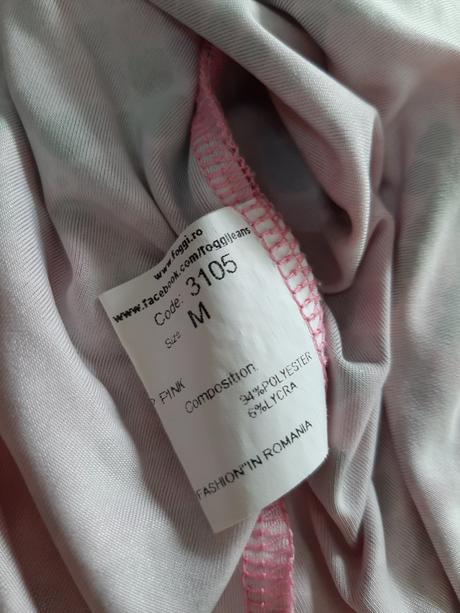 www.foggi.ro
www.facebook.com/foggijeans
Code: 3105
Size M
P PINK
Composition:
94%POLYESTER
6%LYCRA
FASHION"IN ROMANIA